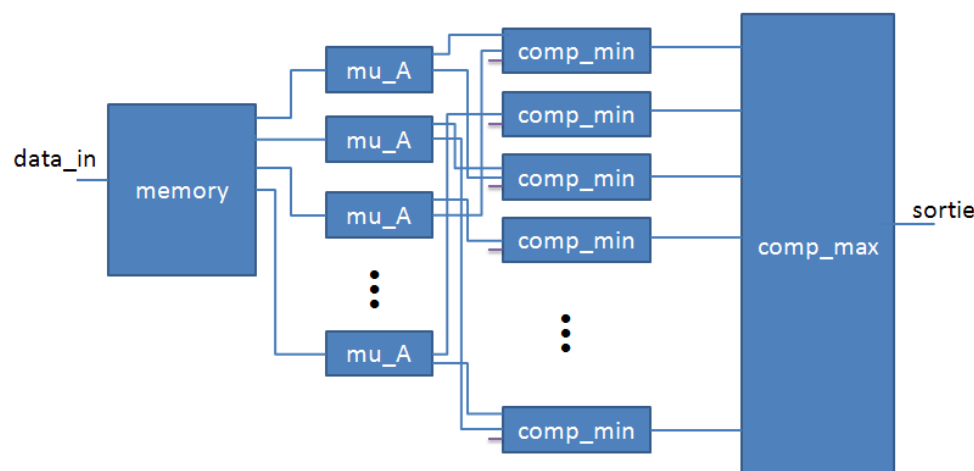 data_in
memory
mu_A
mu_A
mu_A
mu_A
comp_min
comp_min
comp_min
comp_min
comp_min
comp_max
sortie